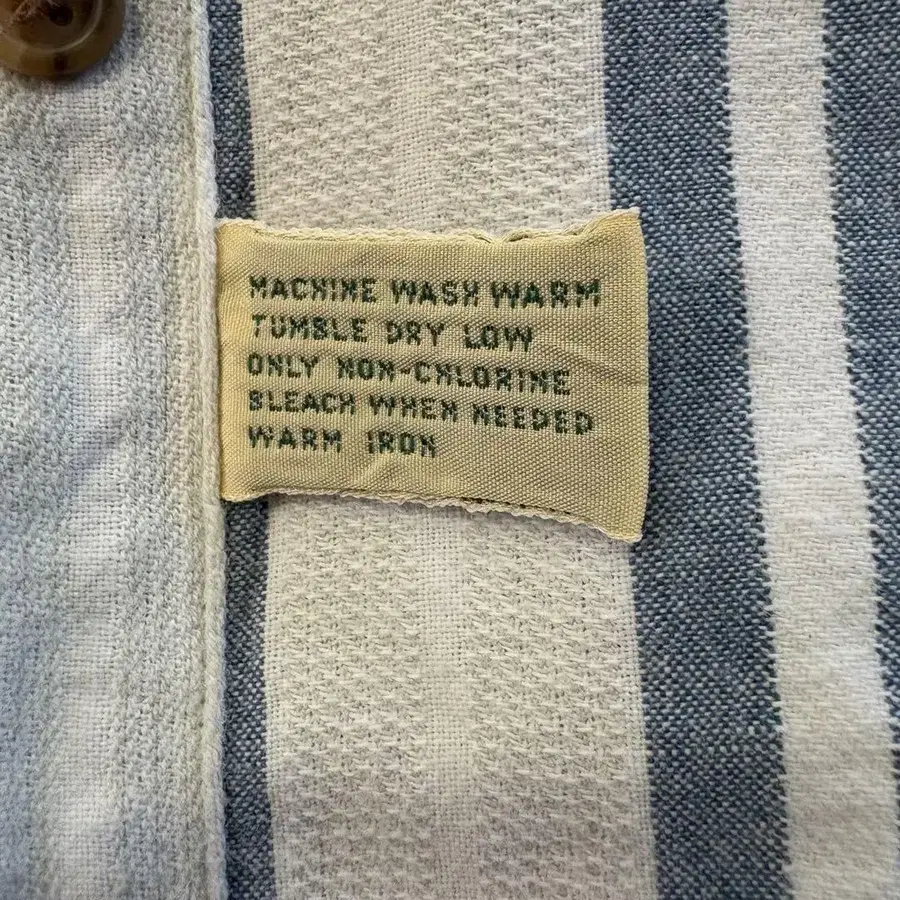 MACHINE WASH WARM
TUMBLE DRY LOW
ONLY NON-CHLORINE
BLEACH WHEN NEEDED
WARM IRON